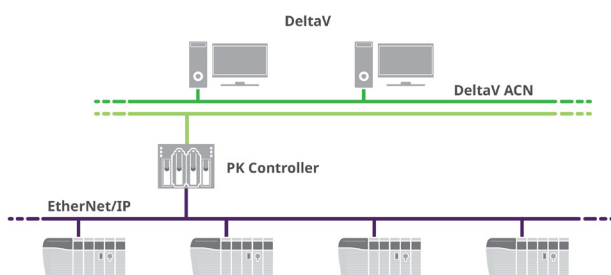 DeltaV
DeltaV ACN
PK Controller
EtherNet/IP